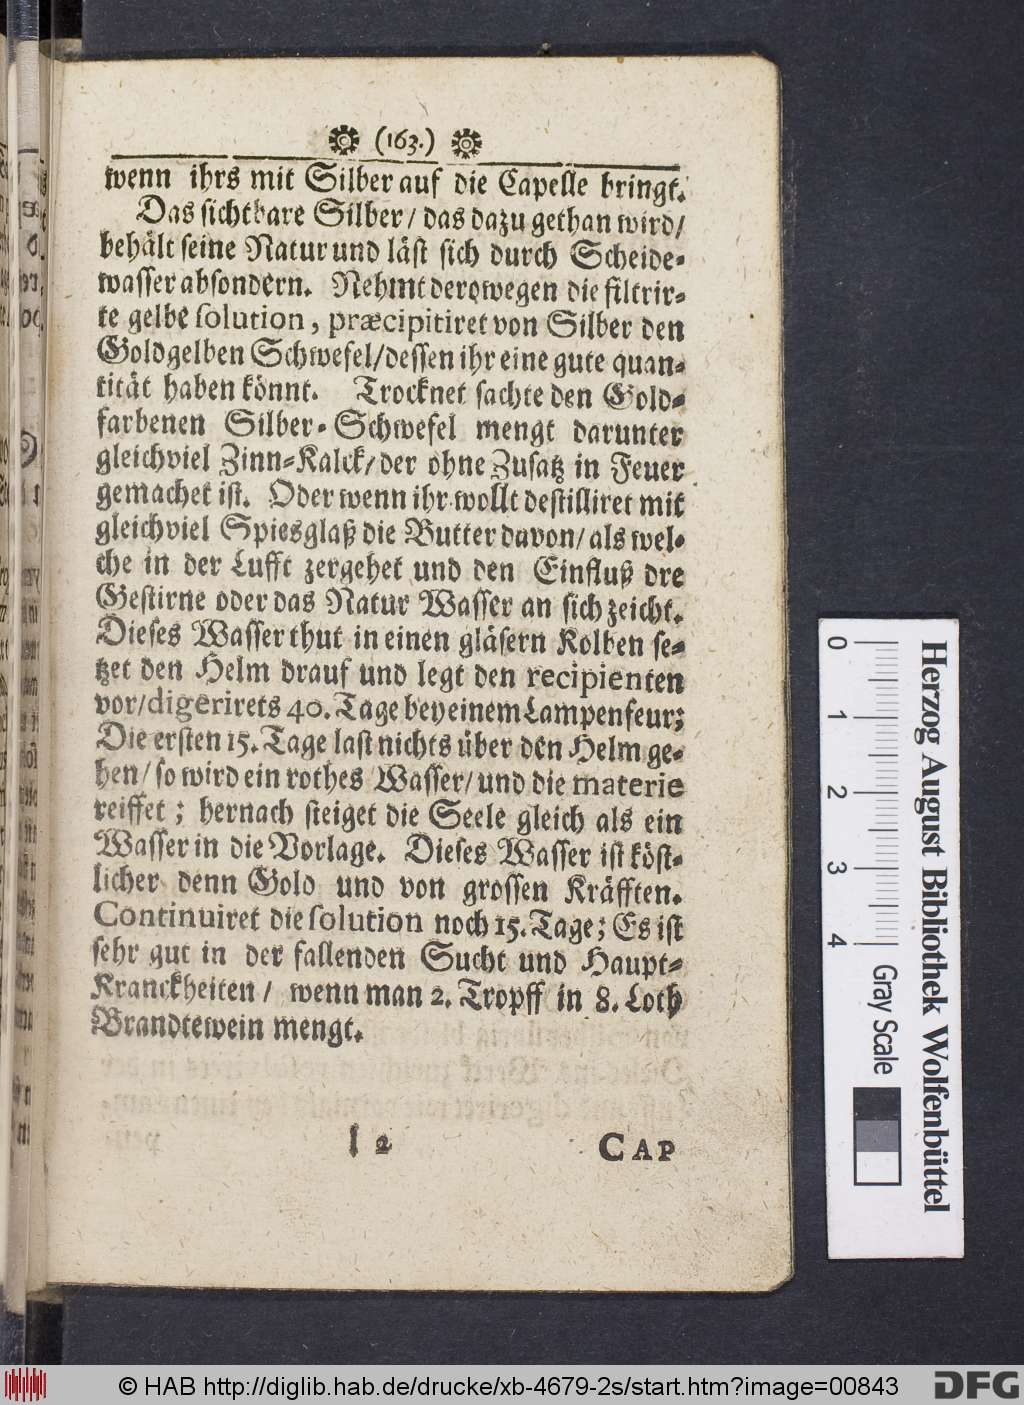 (163.)
wenn ihrs mit Silber auf die Capelle bringt.
Das sichtbare Silber / das dazu gethan wird /
behält seine Natur und läst sich durch Scheide-
wasser absondern. Nehmt derowegen die filtrir-
te gelbe solution, præcipitiret von Silber den
Goldgelben Schwefel / dessen ihr eine gute quan-
tität haben könnt. Trocknet sachte den Gold-
farbenen Silber-Schwefel mengt darunter
gleichviel Zinn-Kalck / der ohne Zusatz in Feuer
gemachet ist. Oder wenn ihr wollt destilliret mit
gleichviel Spiesglaß die Butter davon / als wel-
che in der Lufft zergehet und den Einfluß dre
Gestirne oder das Natur Wasser an sich zeicht.
Dieses Wasser thut in einen gläsern Kolben se-
tzet den Helm drauf und legt den recipienten
vor / digerirets 40. Tage bey einem Lampenfeur;
Die ersten 15. Tage last nichts über den Helm ge-
hen / so wird ein rothes Wasser / und die materie
reiffet; hernach steiget die Seele gleich als ein
Wasser in die Vorlage. Dieses Wasser ist köst-
licher denn Gold und von grossen Kräfften.
Continuiret die solution noch 15. Tage; Es ist
sehr gut in der fallenden Sucht und Haupt-
Kranckheiten / wenn man 2. Tropff in 8. Loth
Brandtewein mengt.
l 2 CAP
0 1 2 3 4
Gray Scale
Herzog August Bibliothek Wolfenbüttel
© HAB http://diglib.hab.de/drucke/xb-4679-2s/start.htm?image=00843
DFG